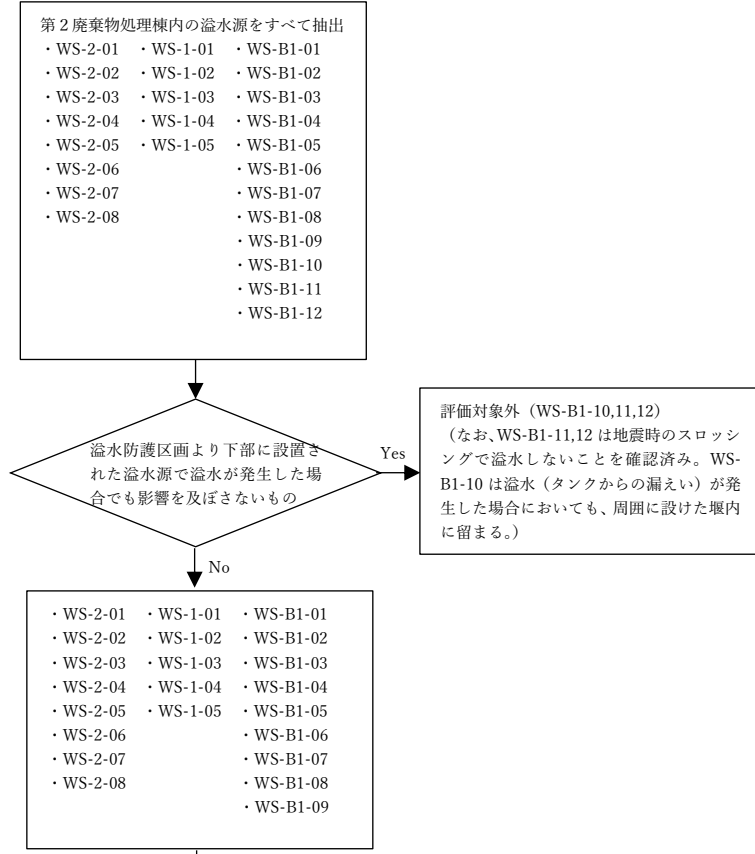 第２廃棄物処理棟内の溢水源をすべて抽出
・WS-2-01 ・WS-1-01 ・WS-B1-01
・WS-2-02 ・WS-1-02 ・WS-B1-02
・WS-2-03 ・WS-1-03 ・WS-B1-03
・WS-2-04 ・WS-1-04 ・WS-B1-04
・WS-2-05 ・WS-1-05 ・WS-B1-05
・WS-2-06 ・WS-B1-06
・WS-2-07 ・WS-B1-07
・WS-2-08 ・WS-B1-08
・WS-B1-09
・WS-B1-10
・WS-B1-11
・WS-B1-12
溢水防護区画より下部に設置さ
れた溢水源で溢水が発生した場
合でも影響を及ぼさないもの
Yes
評価対象外（WS-B1-10,11,12）
（なお、WS-B1-11,12 は地震時のスロッシ
ングで溢水しないことを確認済み。WS-
B1-10 は溢水（タンクからの漏えい）が発
生した場合においても、周囲に設けた堰内
に留まる。）
No
・WS-2-01 ・WS-1-01 ・WS-B1-01
・WS-2-02 ・WS-1-02 ・WS-B1-02
・WS-2-03 ・WS-1-03 ・WS-B1-03
・WS-2-04 ・WS-1-04 ・WS-B1-04
・WS-2-05 ・WS-1-05 ・WS-B1-05
・WS-2-06 ・WS-B1-06
・WS-2-07 ・WS-B1-07
・WS-2-08 ・WS-B1-08
・WS-B1-09